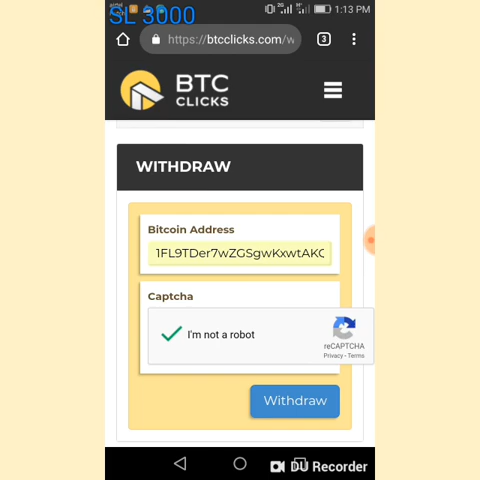 SL 3000
1:13 PM
https://btcclicks.com/w
3
BTC
CLICKS
WITHDRAW
Bitcoin Address
1FL9TDer7wZGSgwKxwtAKC
Captcha
I'm not a robot
reCAPTCHA
Privacy - Terms
Withdraw
DU Recorder